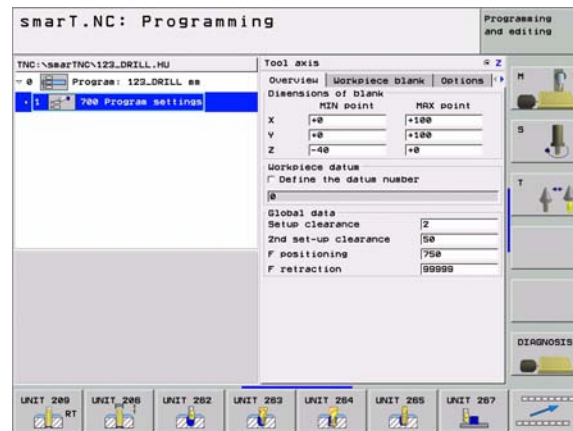 smarT.NC: Programming
Programming
and editing
TNC:\smarTNC\123_DRILL.HU
0 Program: 123_DRILL mm
1 700 Program settings
Tool axis Z
Overview Workpiece blank Options
Dimensions of blank
MIN point MAX point
X +0 +100
Y +0 +100
Z -40 +0
Workpiece datum
Define the datum number
0
Global data
Setup clearance 2
2nd set-up clearance 50
F positioning 750
F retraction 99999
M
S
T
DIAGNOSIS
UNIT 209 RT
UNIT 206
UNIT 262
UNIT 263
UNIT 264
UNIT 265
UNIT 267